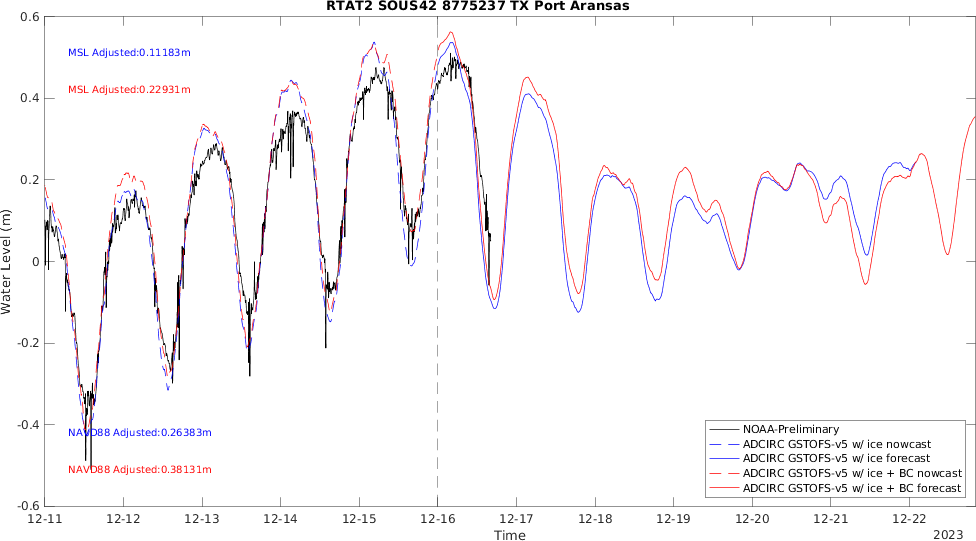 RTAT2 SOUS42 8775237 TX Port Aransas
0.6
0.4
0.2
0
-0.2
-0.4
-0.6
Water Level (m)
MSL Adjusted:0.11183m
MSL Adjusted:0.22931m
NAVD88 Adjusted:0.26383m
NAVD88 Adjusted:0.38131m
NOAA-Preliminary
ADCIRC GSTOFS-v5 w/ ice nowcast
ADCIRC GSTOFS-v5 w/ ice forecast
ADCIRC GSTOFS-v5 w/ ice + BC nowcast
ADCIRC GSTOFS-v5 w/ ice + BC forecast
12-11 12-12 12-13 12-14 12-15 12-16 12-17 12-18 12-19 12-20 12-21 12-22
Time
2023